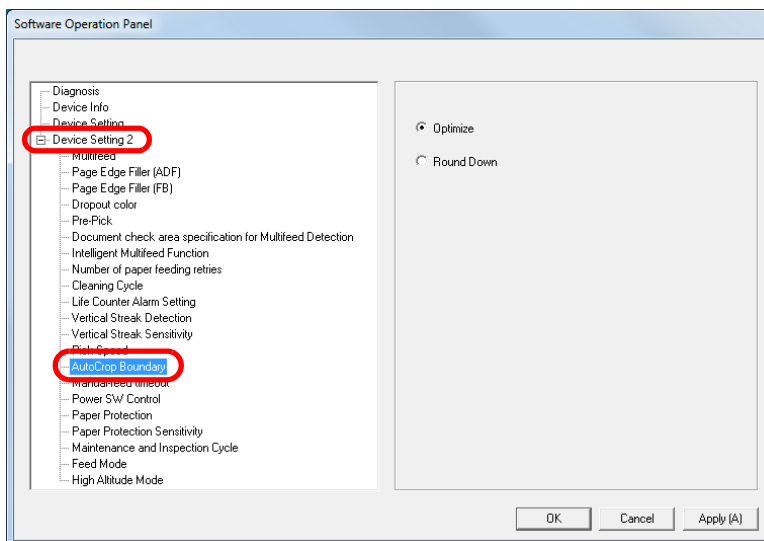 Software Operation Panel
Diagnosis
Device Info
Device Setting
Device Setting 2
Multifeed
Page Edge Filler (ADF)
Page Edge Filler (FB)
Dropout color
Pre-Pick
Document check area specification for Multifeed Detection
Intelligent Multifeed Function
Number of paper feeding retries
Cleaning Cycle
Life Counter Alarm Setting
Vertical Streak Detection
Vertical Streak Sensitivity
Pick Speed
AutoCrop Boundary
Manual-feed timeout
Power SW Control
Paper Protection
Paper Protection Sensitivity
Maintenance and Inspection Cycle
Feed Mode
High Altitude Mode
Optimize
Round Down
OK Cancel Apply (A)